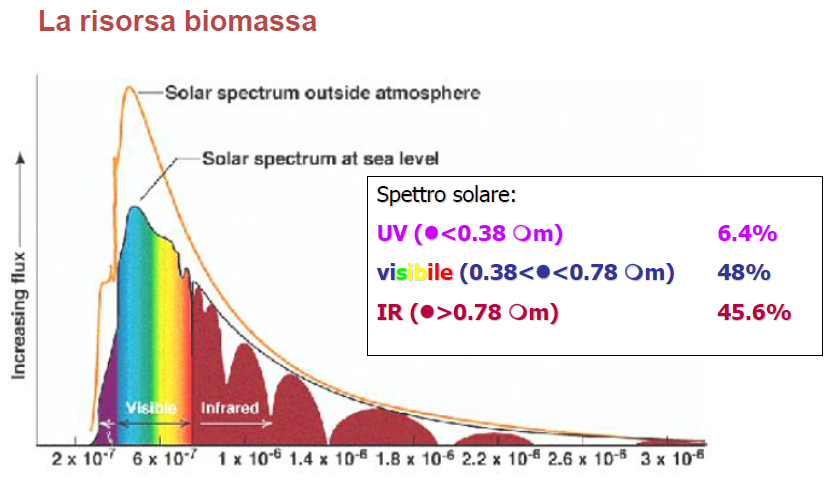 La risorsa biomassa
Solar spectrum outside atmosphere
Solar spectrum at sea level
Spettro solare:
UV (●<0.38 ❍m) 6.4%
visibile (0.38<●<0.78 ❍m) 48%
IR (●>0.78 ❍m) 45.6%
Increasing flux
Visible
Infrared
2 x 10⁻⁷ 6 x 10⁻⁷ 1 x 10⁻⁶ 1.4 x 10⁻⁶ 1.8 x 10⁻⁶ 2.2 x 10⁻⁶ 2.6 x 10⁻⁶ 3 x 10⁻⁶